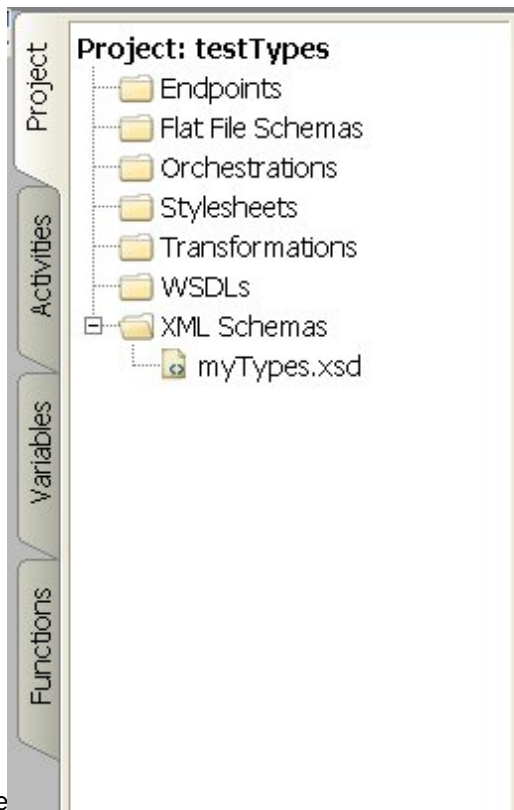 Project
Activities
Variables
Functions
Project: testTypes
Endpoints
Flat File Schemas
Orchestrations
Stylesheets
Transformations
WSDLs
XML Schemas
myTypes.xsd
e